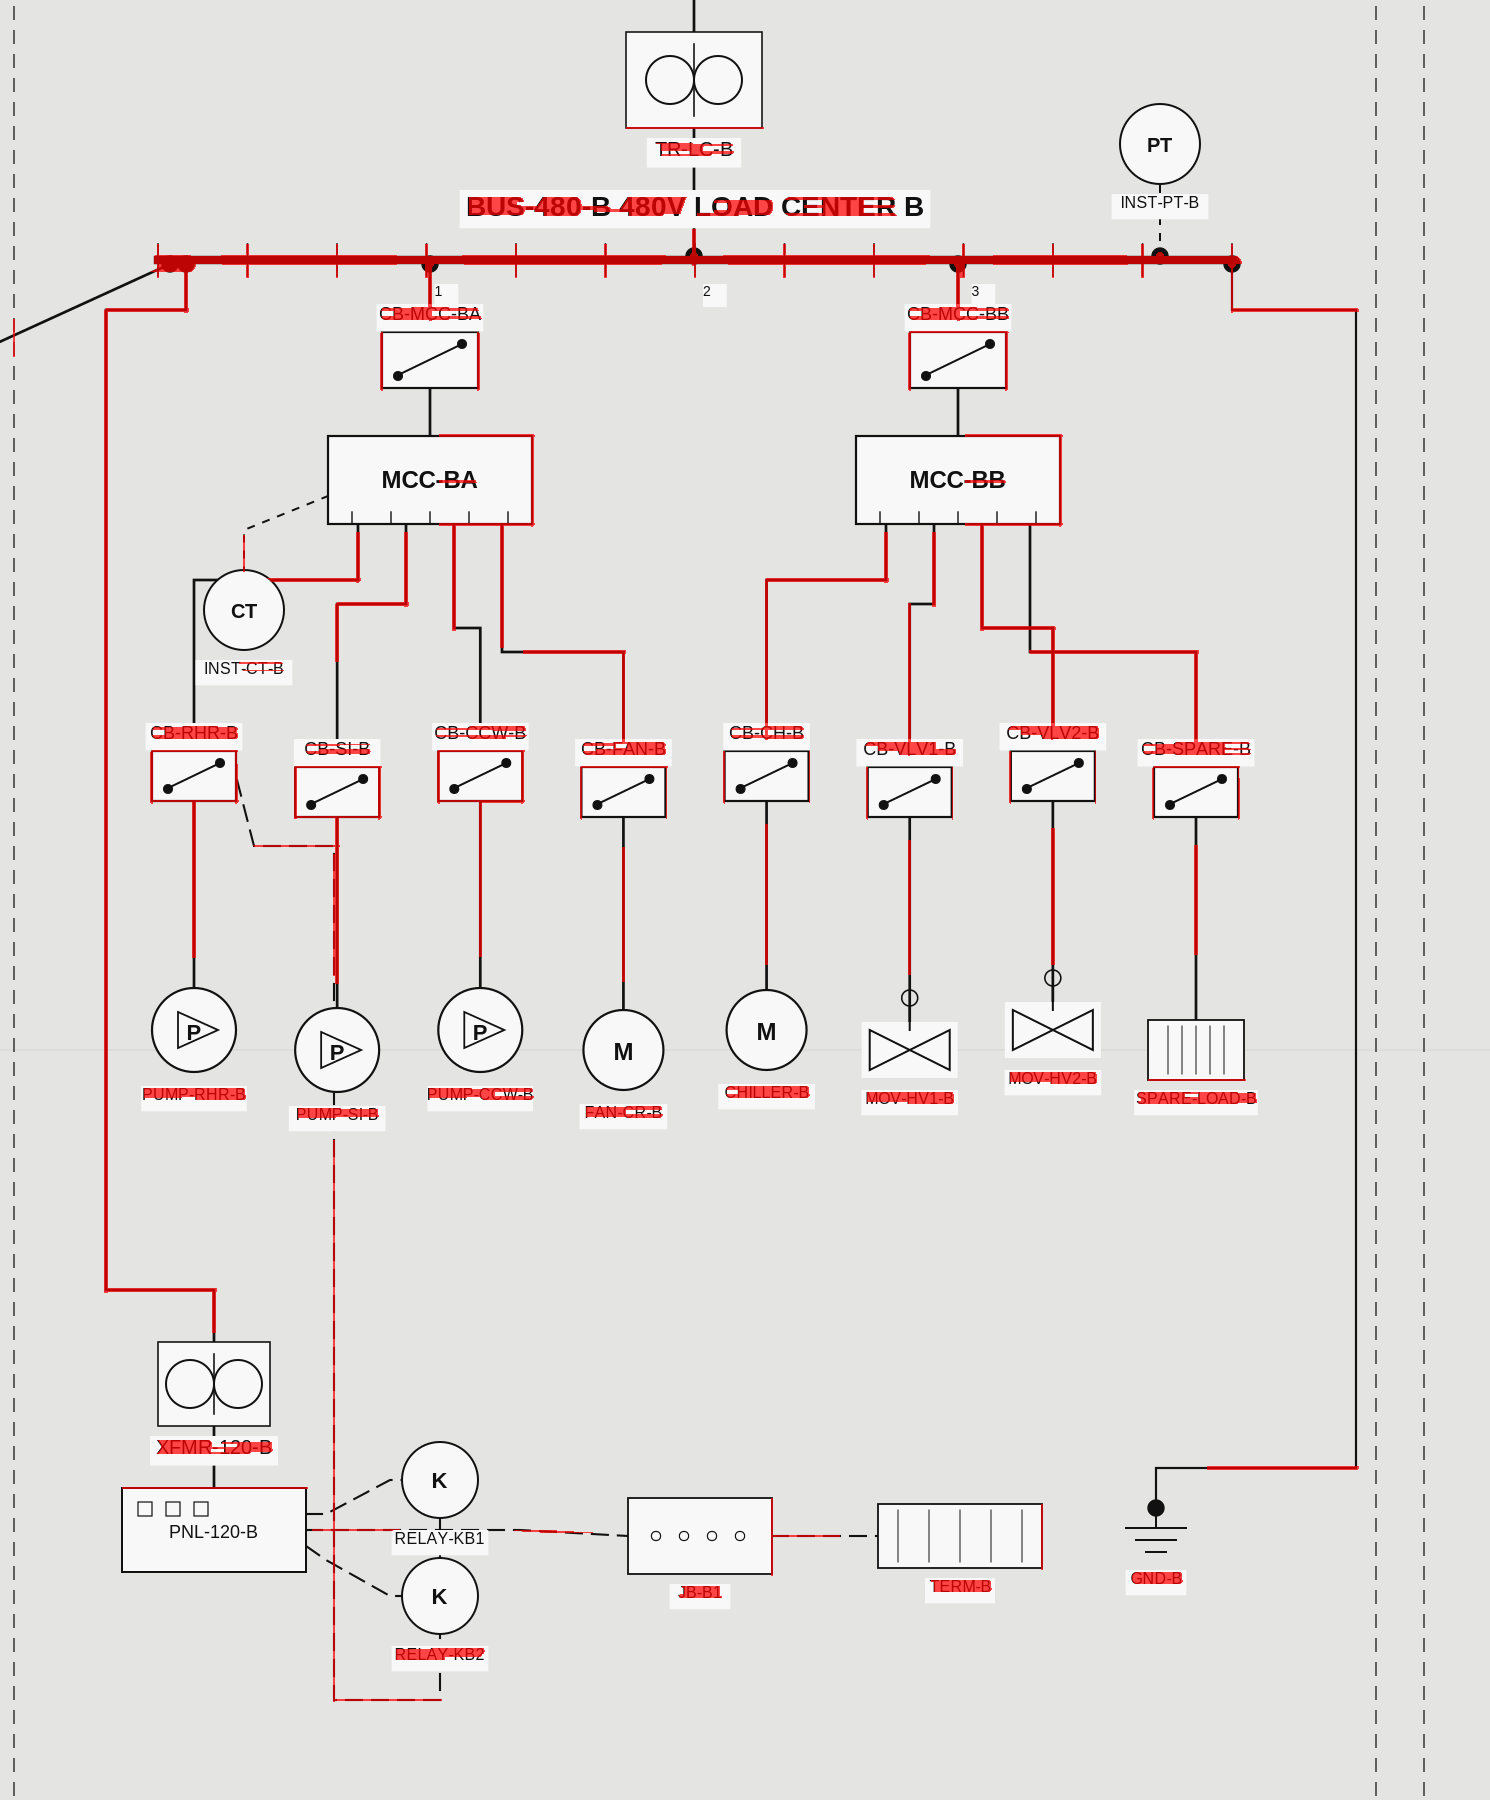 TR-LC-B
PT
BUS-480-B 480V LOAD CENTER B
INST-PT-B
1
2
3
CB-MCC-BA
CB-MCC-BB
MCC-BA
MCC-BB
CT
INST-CT-B
CB-RHR-B
CB-SI-B
CB-CCW-B
CB-FAN-B
CB-CH-B
CB-VLV1-B
CB-VLV2-B
CB-SPARE-B
P
P
P
M
M
PUMP-RHR-B
PUMP-SI-B
PUMP-CCW-B
FAN-CR-B
CHILLER-B
MOV-HV1-B
MOV-HV2-B
SPARE-LOAD-B
XFMR-120-B
K
PNL-120-B
RELAY-KB1
K
JB-B1
TERM-B
GND-B
RELAY-KB2